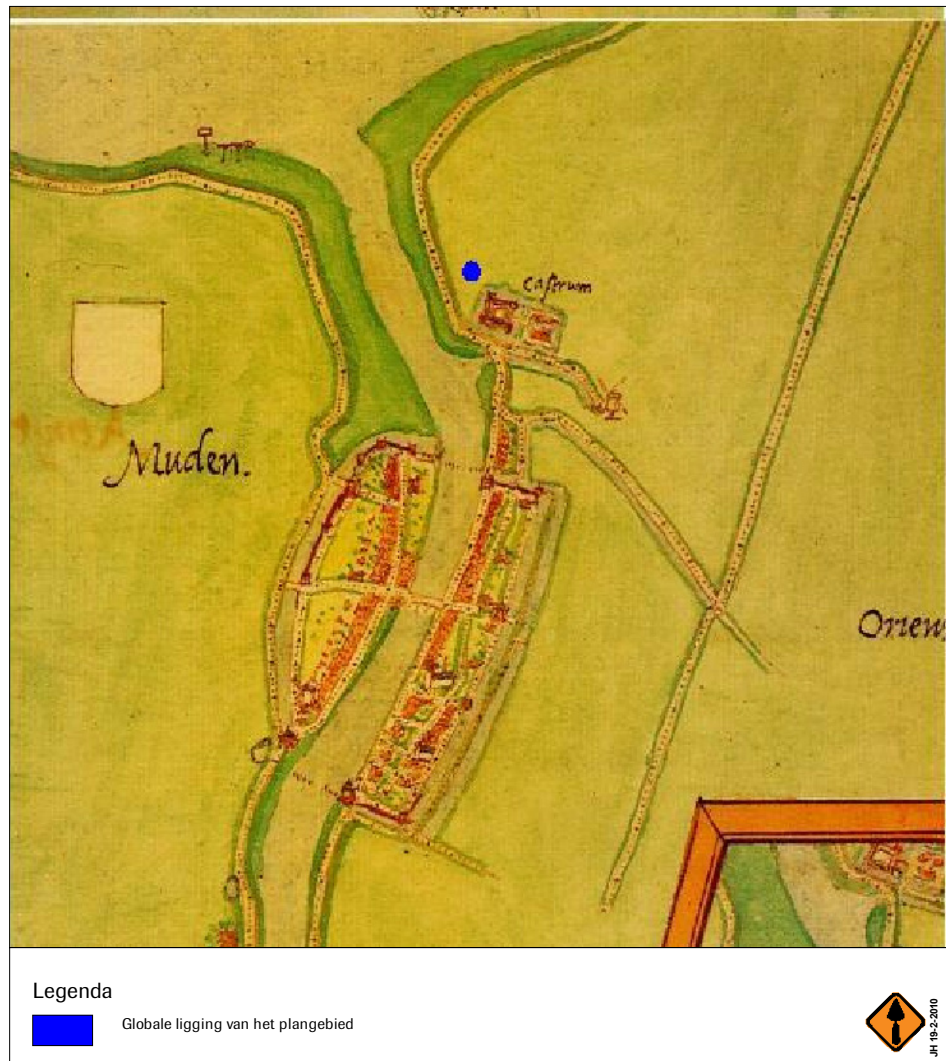 Castrum
Muden.
Orien
Legenda
Globale ligging van het plangebied
JH 19-2-2010